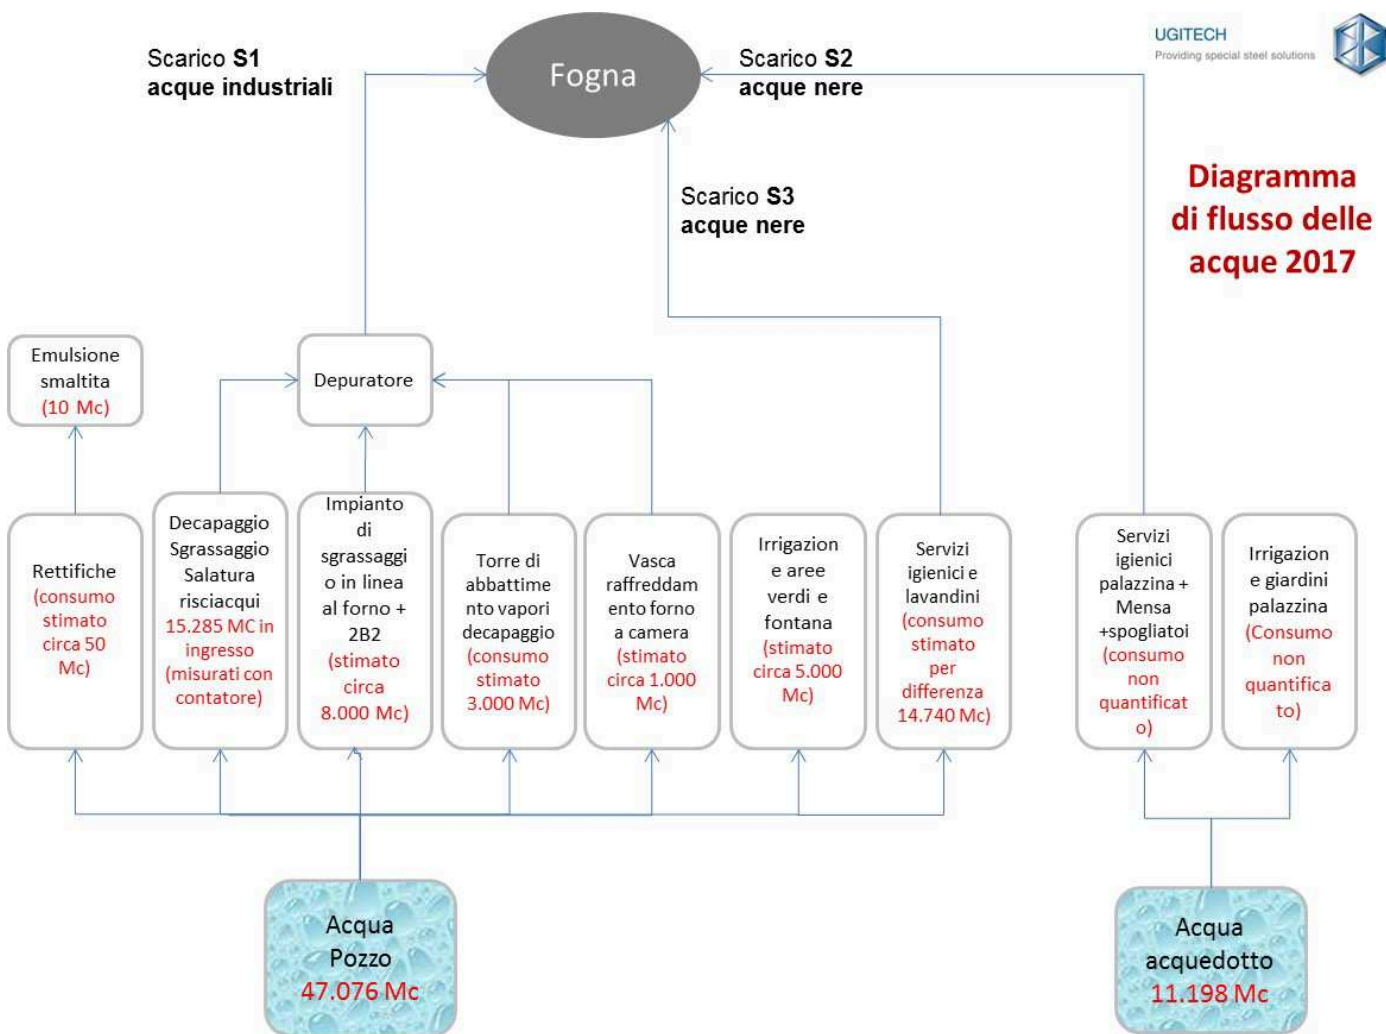 Scarico S1
acque industriali
Fogna
Scarico S2
acque nere
UGITECH
Providing special steel solutions
Scarico S3
acque nere
Diagramma
di flusso delle
acque 2017
Emulsione
smaltita
(10 Mc)
Depuratore
Rettifiche
(consumo
stimato
circa 50
Mc)
Decapaggio
Sgrassaggio
Salatura
risciacqui
15.285 MC in
ingresso
(misurati con
contatore)
Impianto
di
sgrassaggi
o in linea
al forno +
2B2
(stimato
circa
8.000 Mc)
Torre di
abbattime
nto vapori
decapaggio
(consumo
stimato
3.000 Mc)
Vasca
raffreddam
ento forno
a camera
(stimato
circa 1.000
Mc)
Irrigazion
e aree
verdi e
fontana
(stimato
circa 5.000
Mc)
Servizi
igienici e
lavandini
(consumo
stimato
per
differenza
14.740 Mc)
Servizi
igienici
palazzina +
Mensa
+spogliatoi
(consumo
non
quantificat
o)
Irrigazion
e giardini
palazzina
(Consumo
non
quantifica
to)
Acqua
Pozzo
47.076 Mc
Acqua
acquedotto
11.198 Mc